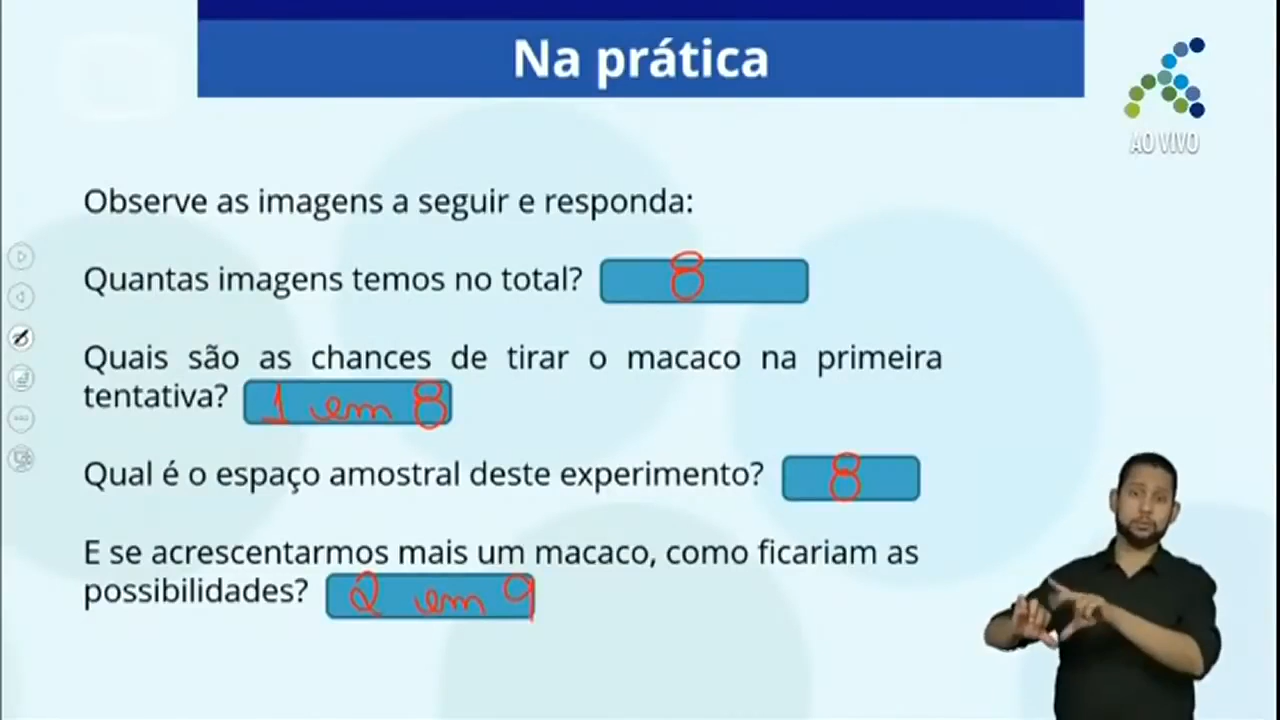 Na prática
AO VIVO
Observe as imagens a seguir e responda:
Quantas imagens temos no total? 8
Quais são as chances de tirar o macaco na primeira
tentativa? 1 em 8
Qual é o espaço amostral deste experimento? 8
E se acrescentarmos mais um macaco, como ficariam as
possibilidades? 2 em 9